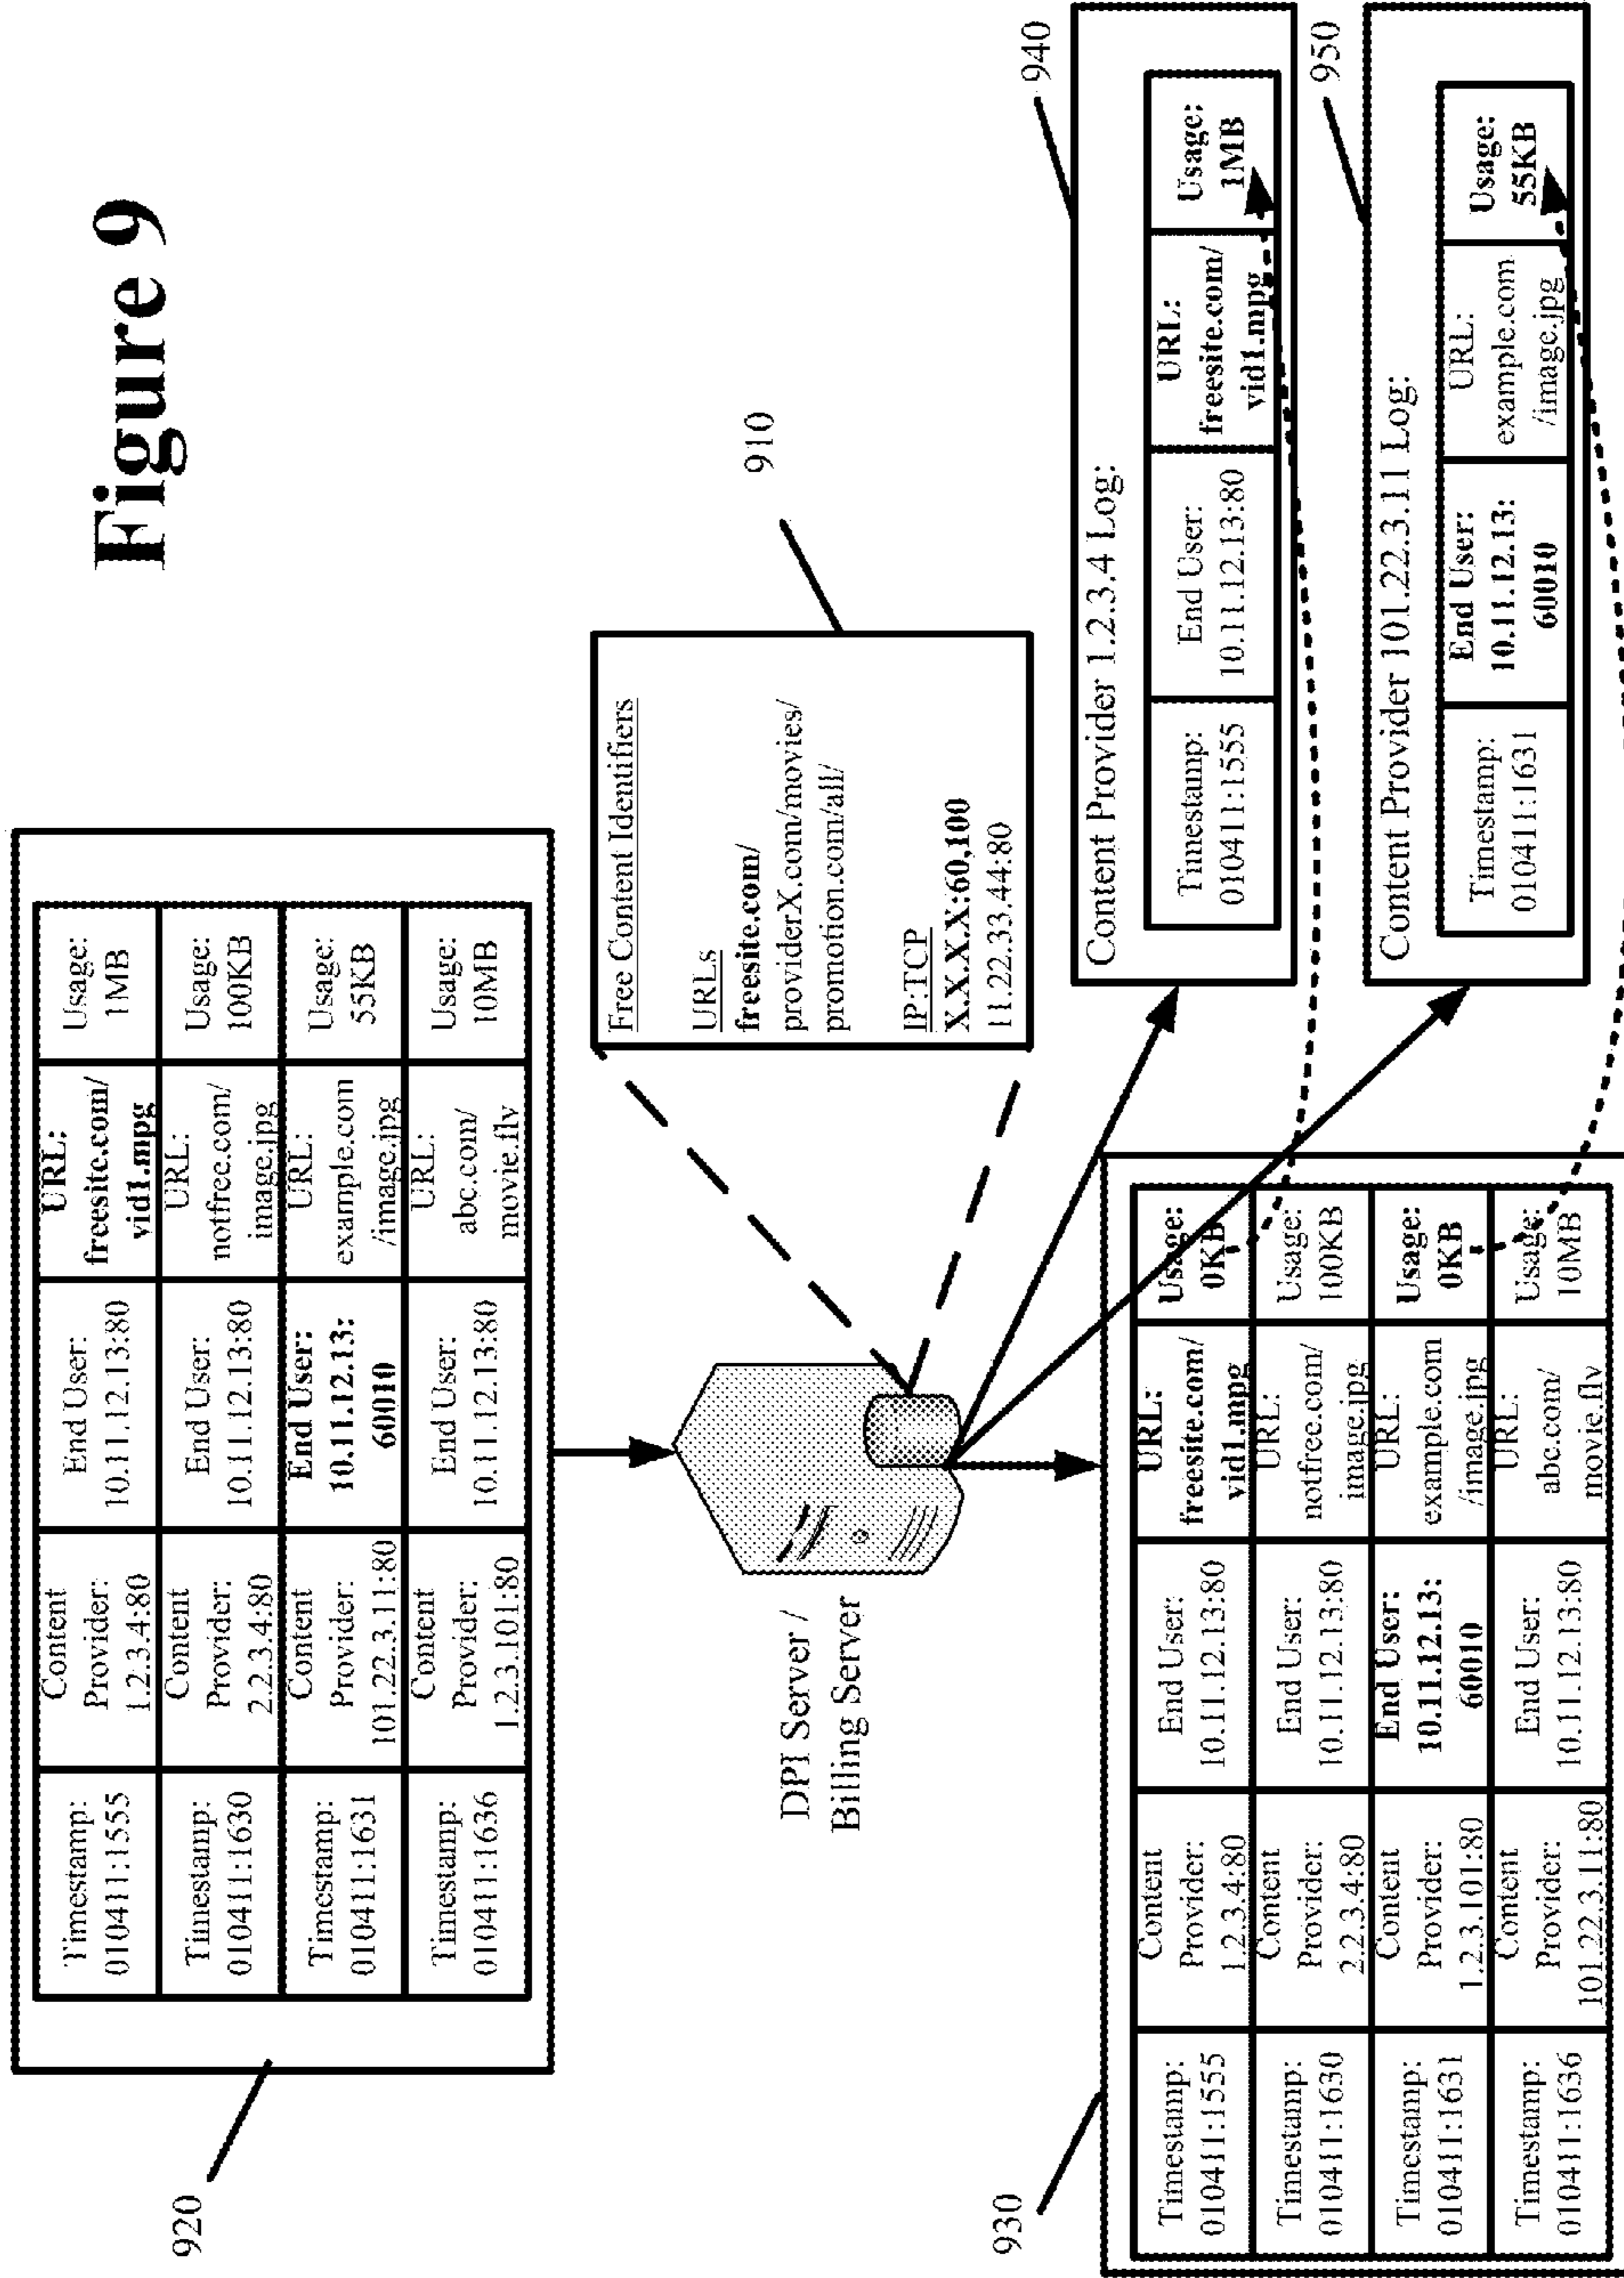 Figure 9
920
Timestamp:
010411:1555
Content
Provider:
1.2.3.4:80
End User:
10.11.12.13:80
URL:
freesite.com/
vid1.mpg
Usage:
1MB
Timestamp:
010411:1630
Content
Provider:
2.2.3.4:80
End User:
10.11.12.13:80
URL:
notfree.com/
image.jpg
Usage:
100KB
Timestamp:
010411:1631
Content
Provider:
101.22.3.11:80
End User:
10.11.12.13:
60010
URL:
example.com
/image.jpg
Usage:
55KB
Timestamp:
010411:1636
Content
Provider:
1.2.3.101:80
End User:
10.11.12.13:80
URL:
abc.com/
movie.flv
Usage:
10MB
DPI Server /
Billing Server
910
Free Content Identifiers
URLs
freesite.com/
providerX.com/movies/
promotion.com/all/
IP:TCP
X.X.X.X:60,100
11.22.33.44:80
930
Timestamp:
010411:1555
Content
Provider:
1.2.3.4:80
End User:
10.11.12.13:80
URL:
freesite.com/
vid1.mpg
Usage:
0KB
Timestamp:
010411:1630
Content
Provider:
2.2.3.4:80
End User:
10.11.12.13:80
URL:
notfree.com/
image.jpg
Usage:
100KB
Timestamp:
010411:1631
Content
Provider:
1.2.3.101:80
End User:
10.11.12.13:
60010
URL:
example.com
/image.jpg
Usage:
0KB
Timestamp:
010411:1636
Content
Provider:
101.22.3.11:80
End User:
10.11.12.13:80
URL:
abc.com/
movie.flv
Usage:
10MB
940
Content Provider 1.2.3.4 Log:
Timestamp:
010411:1555
End User:
10.11.12.13:80
URL:
freesite.com/
vid1.mpg
Usage:
1MB
950
Content Provider 101.22.3.11 Log:
Timestamp:
010411:1631
End User:
10.11.12.13:
60010
URL:
example.com
/image.jpg
Usage:
55KB